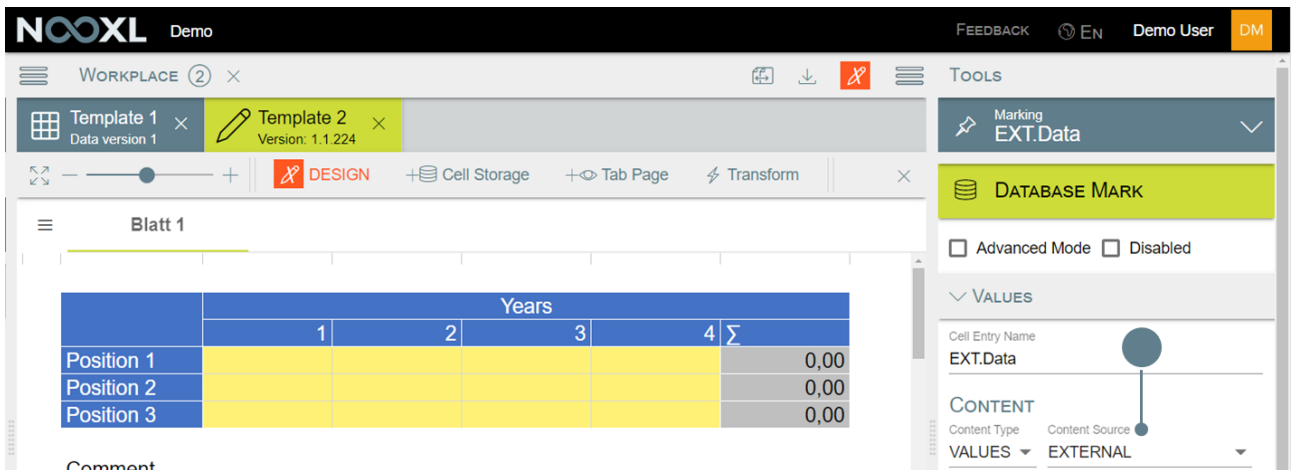 NOOXL Demo FEEDBACK EN Demo User DM
WORKPLACE 2 TOOLS
Template 1
Data version 1
Template 2
Version: 1.1.224
Marking
EXT.Data
DESIGN Cell Storage Tab Page Transform
DATABASE MARK
Blatt 1
Advanced Mode Disabled
VALUES
Years
1 2 3 4 Σ
Position 1 0,00
Position 2 0,00
Position 3 0,00
Cell Entry Name
EXT.Data
CONTENT
Content Type Content Source
VALUES EXTERNAL
Comment